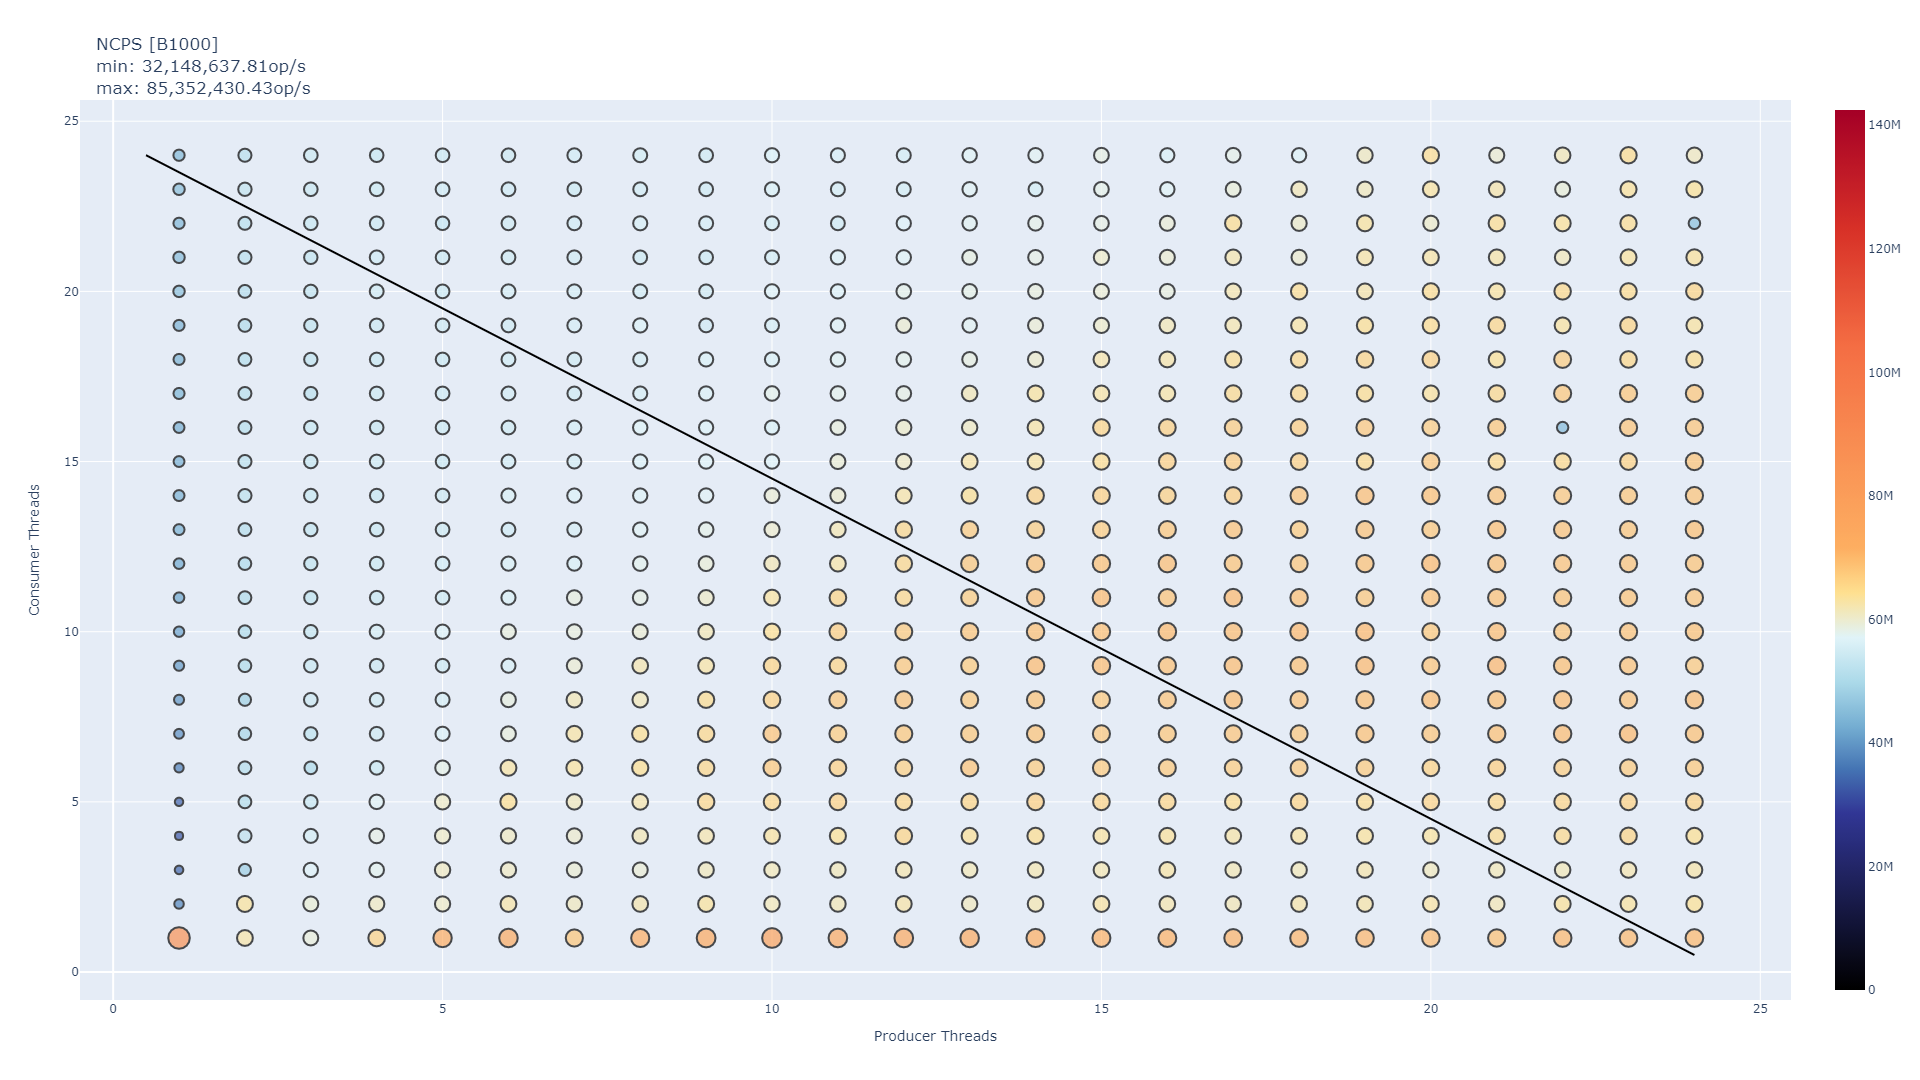 NCPS [B1000]
min: 32,148,637.81op/s
max: 85,352,430.43op/s
25
20
15
10
5
0
Consumer Threads
0
5
10
15
20
25
Producer Threads
140M
120M
100M
80M
60M
40M
20M
0